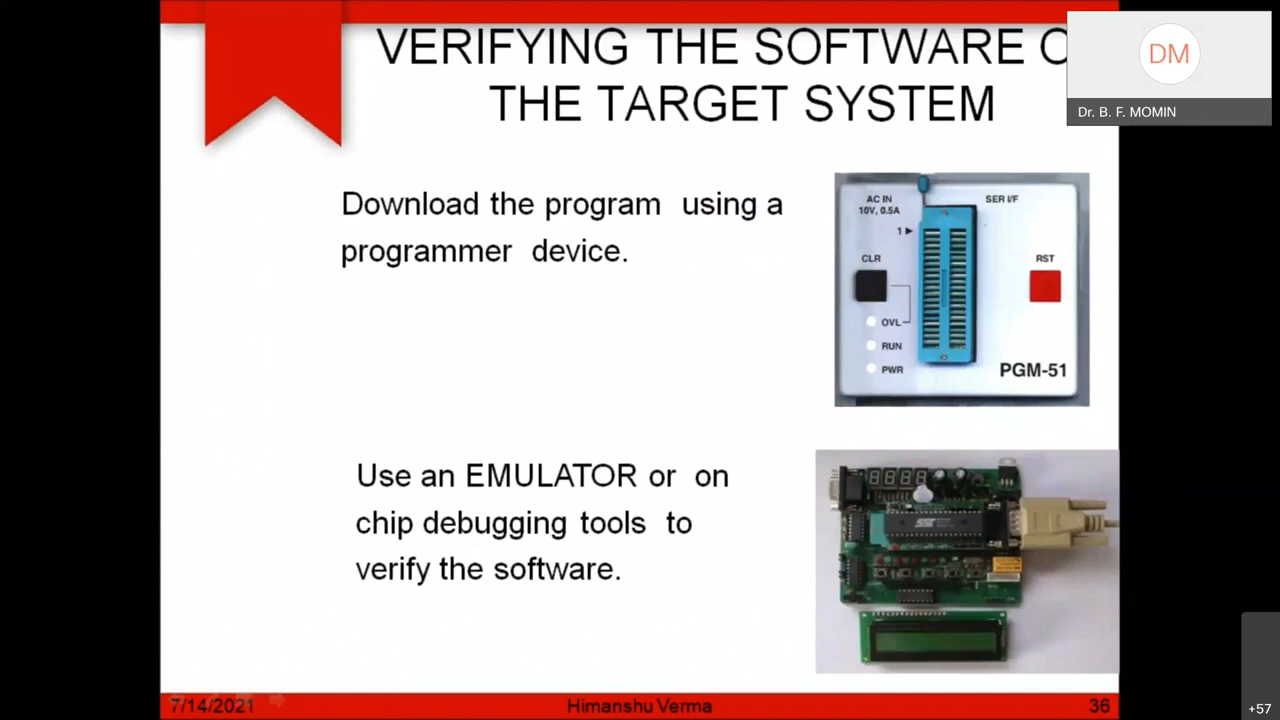 VERIFYING THE SOFTWARE O
THE TARGET SYSTEM
DM
Dr. B. F. MOMIN
Download the program using a
programmer device.
AC IN
10V, 0.5A
SER I/F
1
CLR
RST
OVL
RUN
PWR
PGM-51
Use an EMULATOR or on
chip debugging tools to
verify the software.
SST
7/14/2021
Himanshu Verma
36
+57